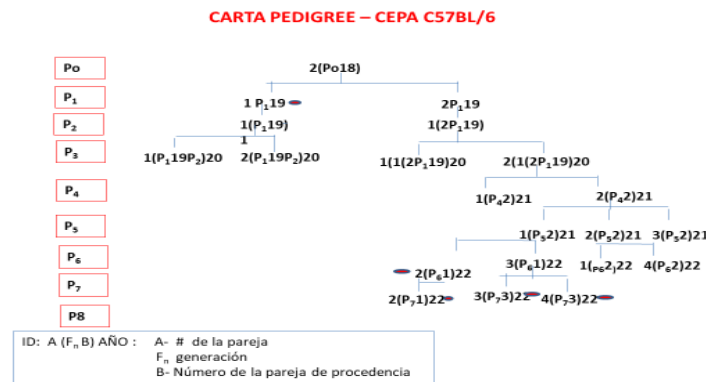 CARTA PEDIGREE – CEPA C57BL/6
Po 2(Po18)
P₁ 1 P₁19 2P₁19
P₂ 1(P₁19) 1(2P₁19)
1
P₃ 1(P₁19P₂)20 2(P₁19P₂)20 1(1(2P₁19)20 2(1(2P₁19)20
P₄ 1(P₄2)21 2(P₄2)21
P₅ 1(P₅2)21 2(P₅2)21 3(P₅2)21
P₆ 2(P₆1)22 3(P₆1)22 1(P₆2)22 4(P₆2)22
P₇ 2(P₇1)22 3(P₇3)22 4(P₇3)22
P8
ID: A (Fₙ B) AÑO : A- # de la pareja
Fₙ generación
B- Número de la pareja de procedencia